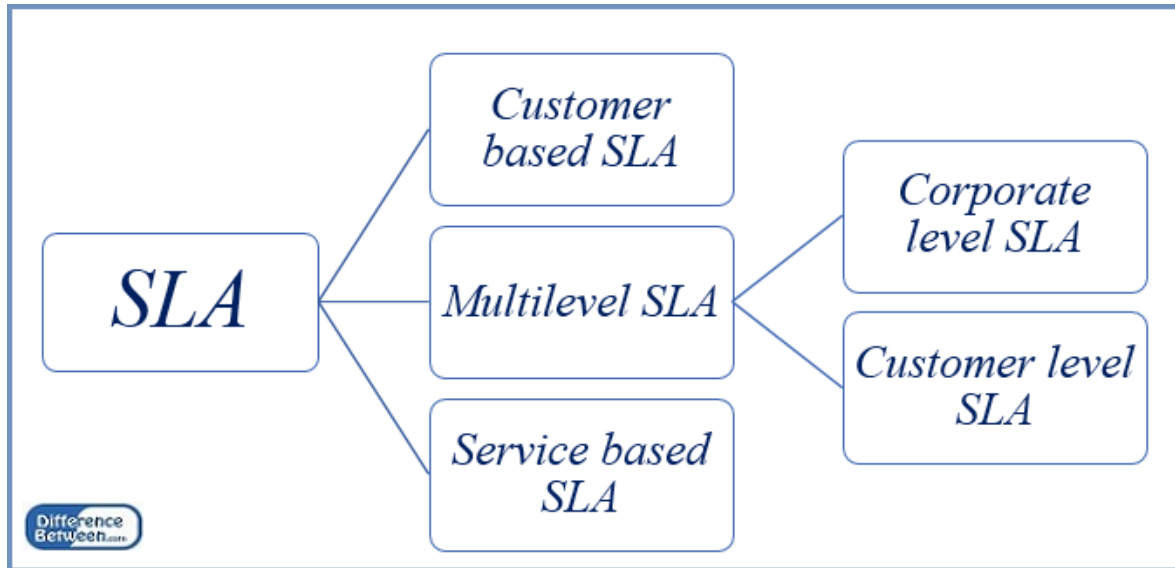 Customer
based SLA
Corporate
level SLA
SLA
Multilevel SLA
Customer level
SLA
Service based
SLA
Difference
Between.com